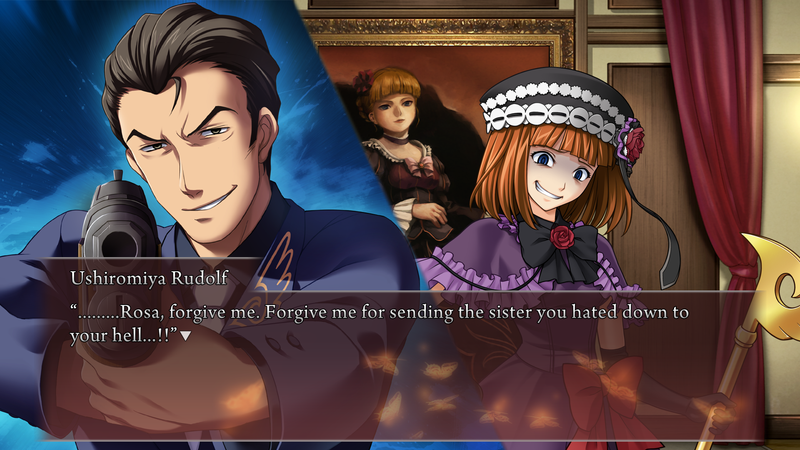 Ushiromiya Rudolf
“.........Rosa, forgive me. Forgive me for sending the sister you hated down to
your hell...!!”▼